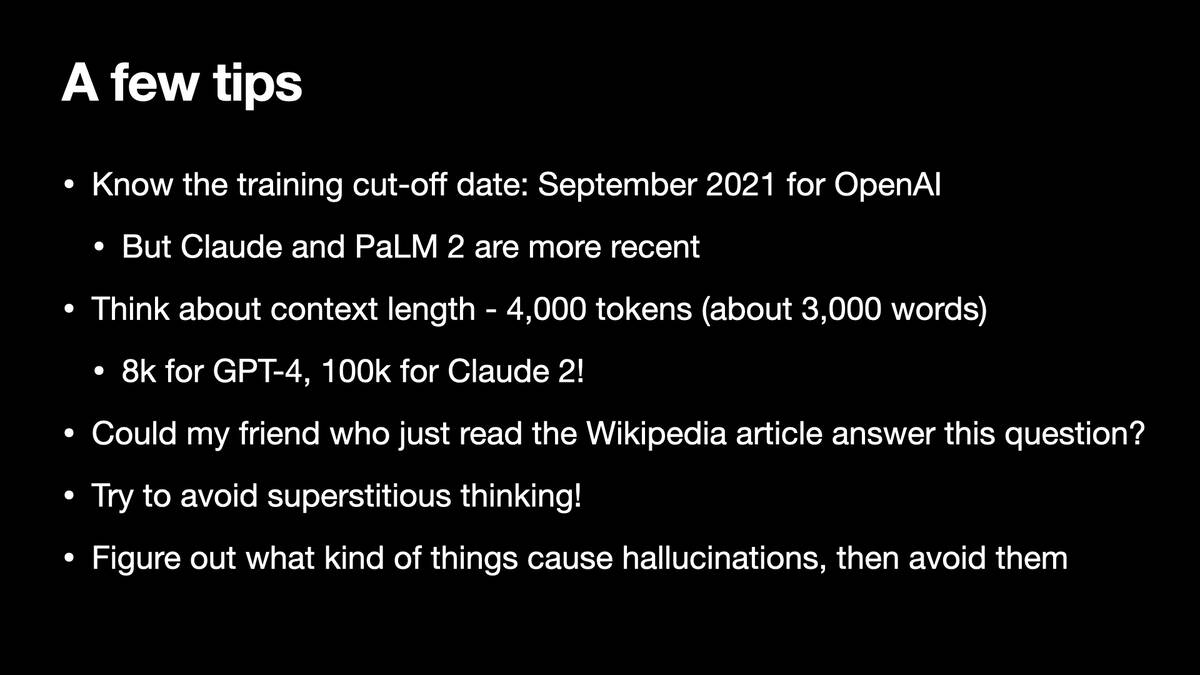 A few tips
• Know the training cut-off date: September 2021 for OpenAI
• But Claude and PaLM 2 are more recent
• Think about context length - 4,000 tokens (about 3,000 words)
• 8k for GPT-4, 100k for Claude 2!
• Could my friend who just read the Wikipedia article answer this question?
• Try to avoid superstitious thinking!
• Figure out what kind of things cause hallucinations, then avoid them